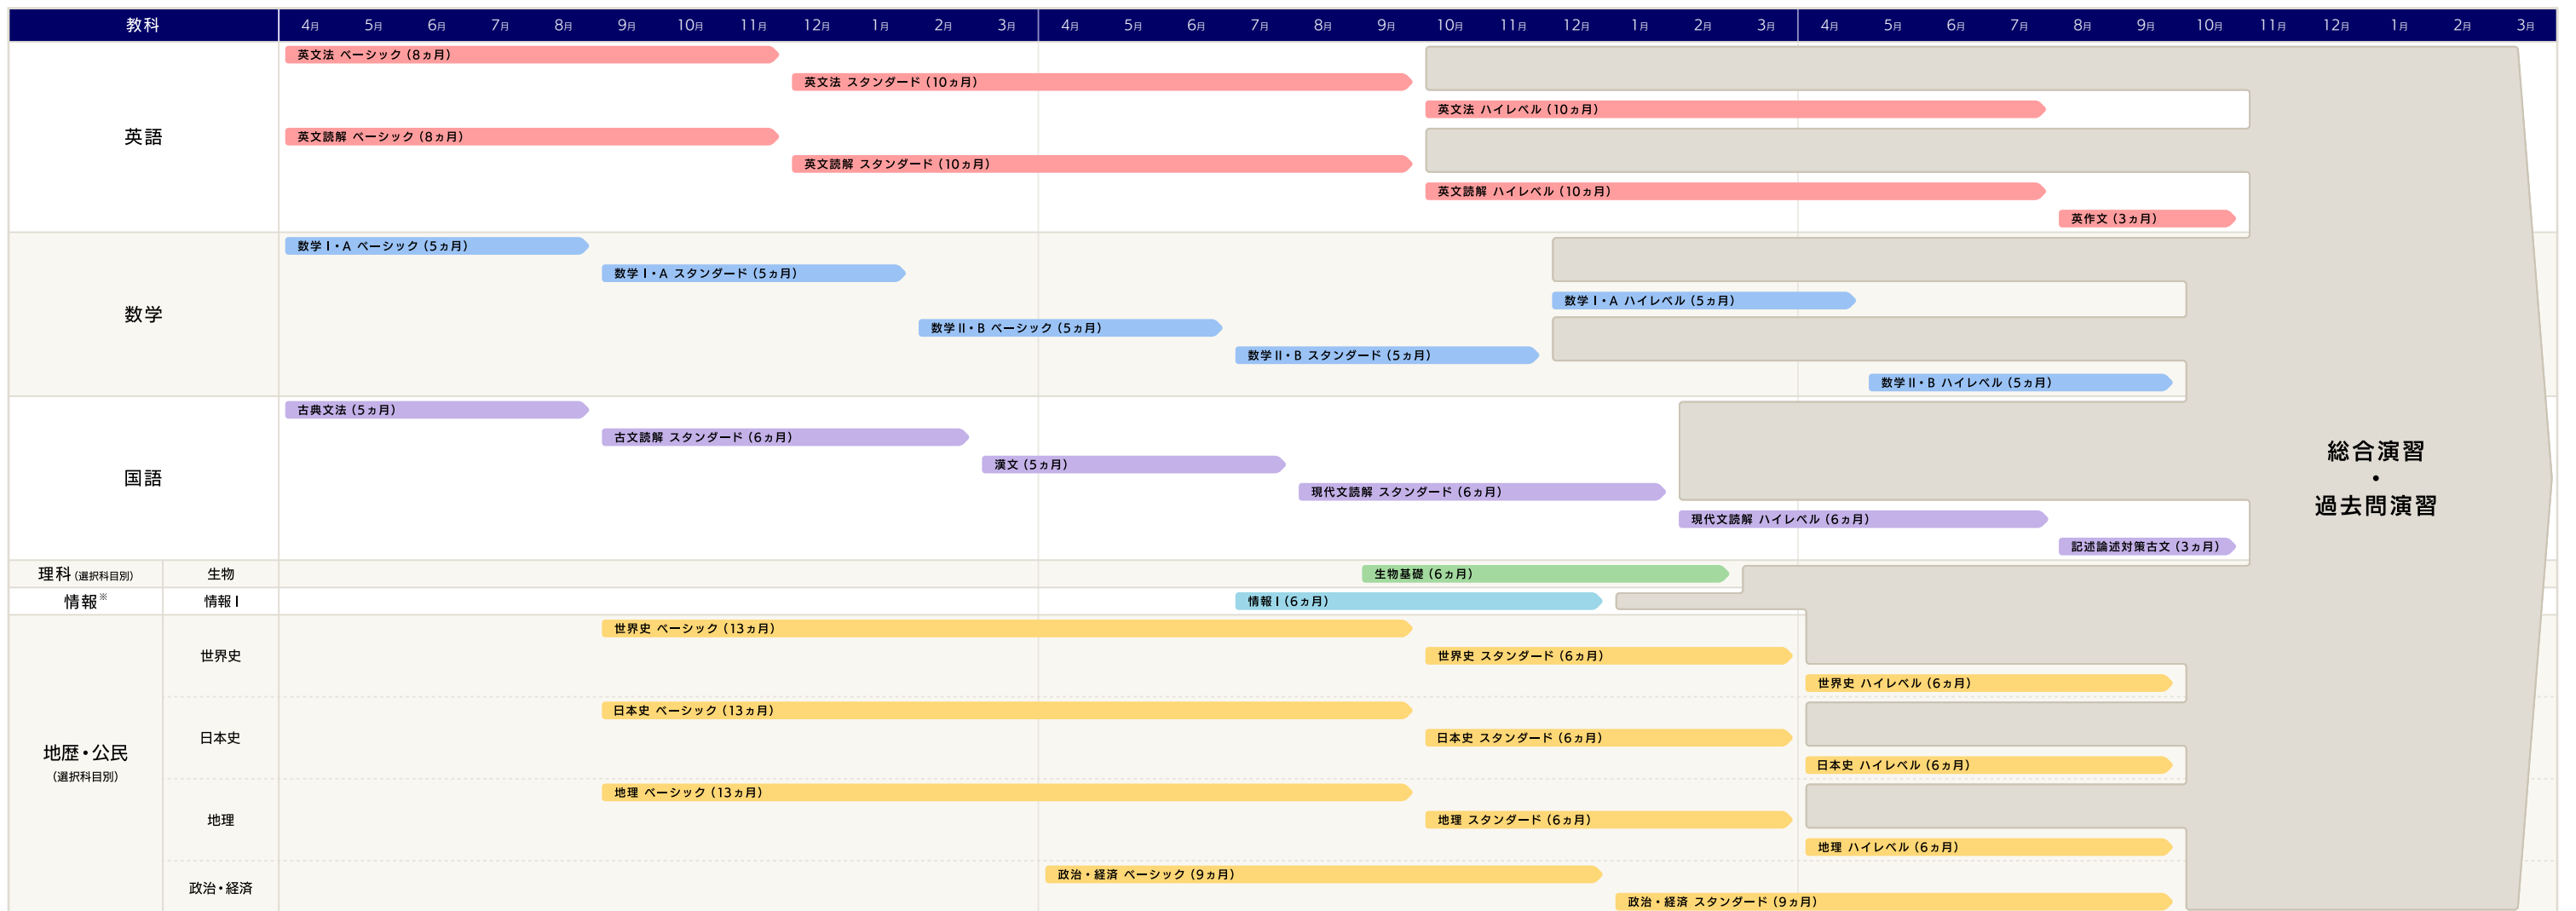 教科 4月 5月 6月 7月 8月 9月 10月 11月 12月 1月 2月 3月 4月 5月 6月 7月 8月 9月 10月 11月 12月 1月 2月 3月 4月 5月 6月 7月 8月 9月 10月 11月 12月 1月 2月 3月
英語
英文法 ベーシック (8ヵ月)
英文法 スタンダード (10ヵ月)
英文法 ハイレベル (10ヵ月)
英文読解 ベーシック (8ヵ月)
英文読解 スタンダード (10ヵ月)
英文読解 ハイレベル (10ヵ月)
英作文 (3ヵ月)
数学
数学Ⅰ・A ベーシック (5ヵ月)
数学Ⅰ・A スタンダード (5ヵ月)
数学Ⅰ・A ハイレベル (5ヵ月)
数学Ⅱ・B ベーシック (5ヵ月)
数学Ⅱ・B スタンダード (5ヵ月)
数学Ⅱ・B ハイレベル (5ヵ月)
国語
古典文法 (5ヵ月)
古文読解 スタンダード (6ヵ月)
漢文 (5ヵ月)
現代文読解 スタンダード (6ヵ月)
現代文読解 ハイレベル (6ヵ月)
記述論述対策古文 (3ヵ月)
総合演習
・
過去問演習
理科 (選択科目別) 生物 生物基礎 (6ヵ月)
情報※ 情報Ⅰ 情報Ⅰ (6ヵ月)
地歴・公民
(選択科目別)
世界史
世界史 ベーシック (13ヵ月)
世界史 スタンダード (6ヵ月)
世界史 ハイレベル (6ヵ月)
日本史
日本史 ベーシック (13ヵ月)
日本史 スタンダード (6ヵ月)
日本史 ハイレベル (6ヵ月)
地理
地理 ベーシック (13ヵ月)
地理 スタンダード (6ヵ月)
地理 ハイレベル (6ヵ月)
政治・経済
政治・経済 ベーシック (9ヵ月)
政治・経済 スタンダード (9ヵ月)